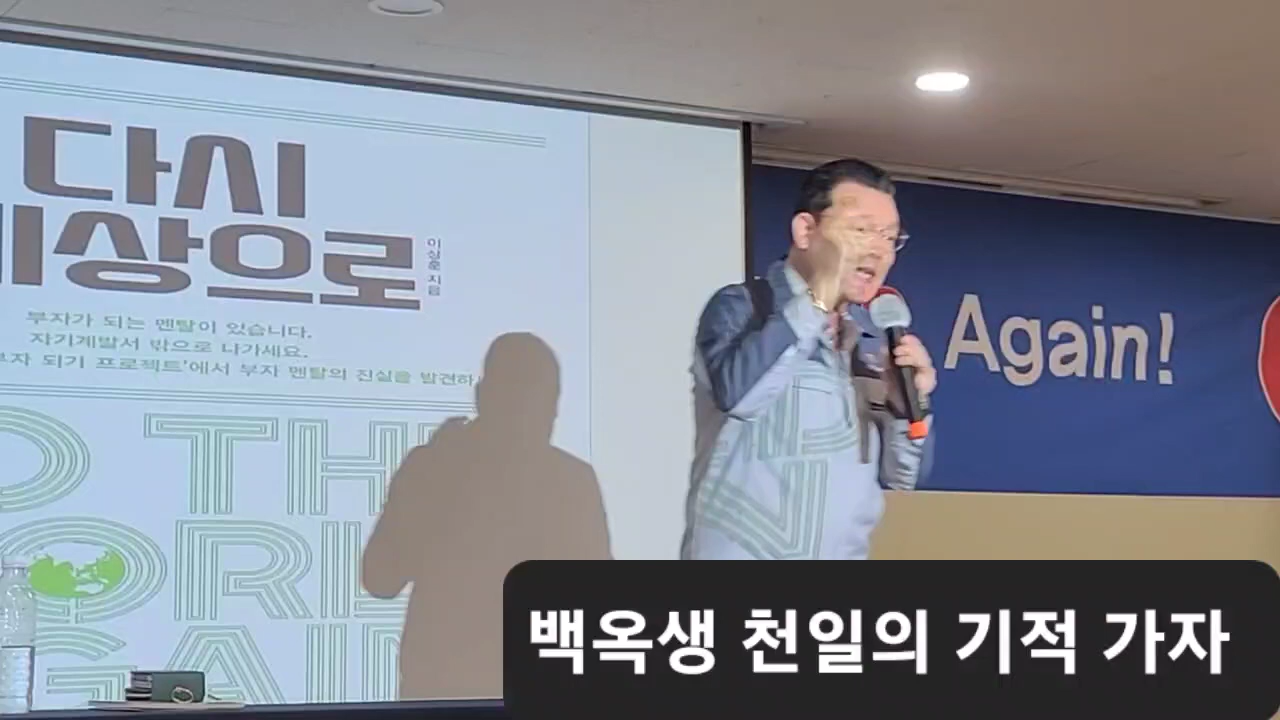 다시
세상으로
이상훈 지음
부자가 되는 멘탈이 있습니다.
자기계발서 밖으로 나가세요.
부자 되기 프로젝트'에서 부자 멘탈의 진실을 발견하
O THE
ORL
GAIN
Again!
백옥생 천일의 기적 가자